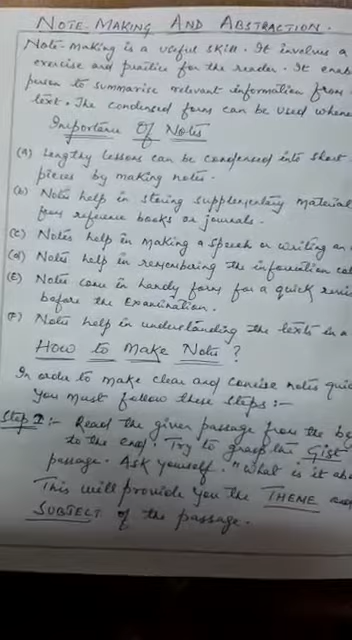 NOTE-MAKING AND ABSTRACTION.
Note-making is a useful skill. It involves a
exercise and practice for the reader. It enab
person to summarise relevant information from
text. The condensed form can be used whene
Importance Of Notes
(a) Lengthy lessons can be condensed into short
pieces by making notes.
(b) Notes help in storing supplementary material
from reference books or journals.
(c) Notes help in making a speech or writing an
(d) Notes help in remembering the information
(E) Notes come in handy form for a quick
before the examination.
(F) Notes help in understanding the texts in a
HOW TO MAKE NOTES?
In order to make clear and concise notes quic
you must follow these steps:-
Step I:- Read the given passage from the be
to the end. Try to grasp the Gist
passage. Ask yourself. "What is it abo
This will provide you the THEME and
SUBJECT of the passage.